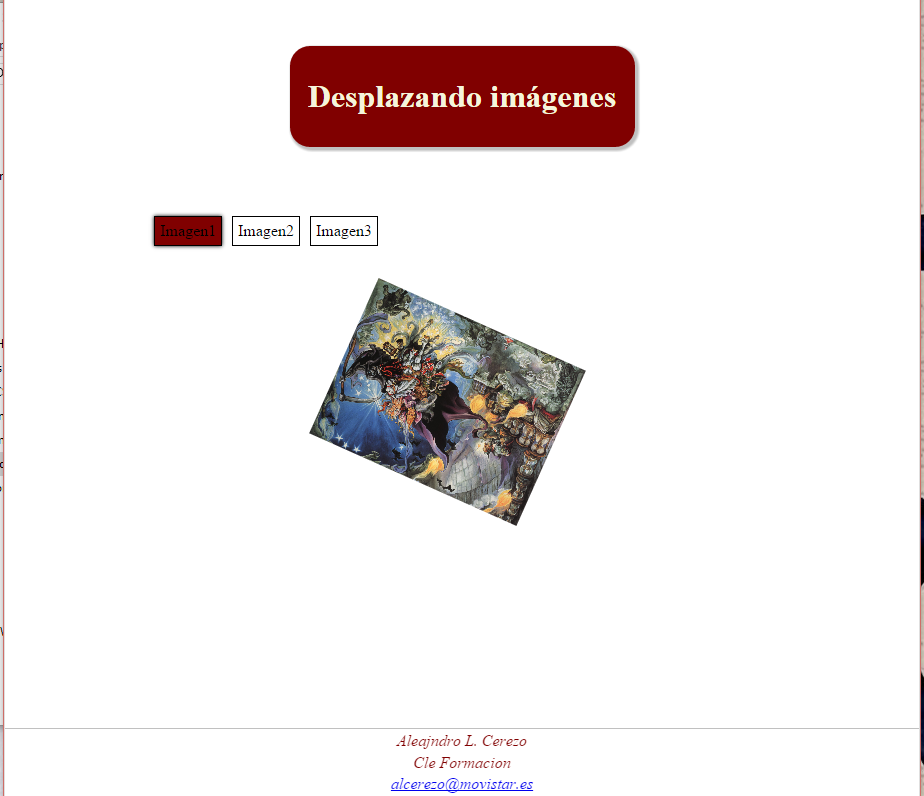 Desplazando imágenes
Imagen1 Imagen2 Imagen3
Aleajndro L. Cerezo
Cle Formacion
alcerezo@movistar.es